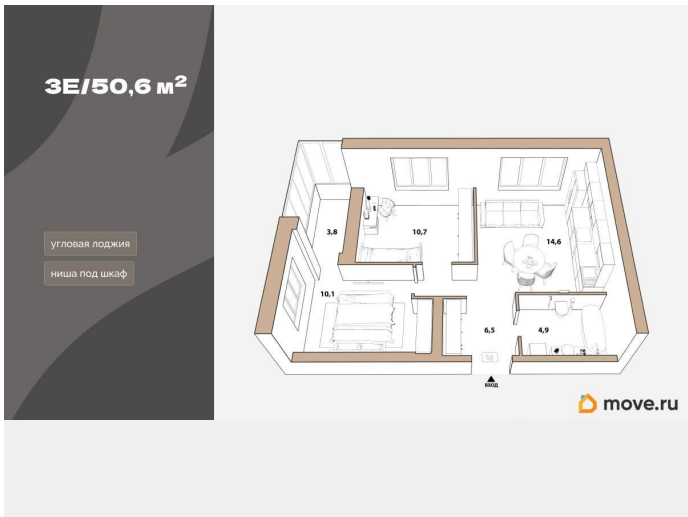 3Е/50,6 м²
угловая лоджия
ниша под шкаф
3,8
10,7
14,6
10,1
6,5
4,9
ВХОД
move.ru